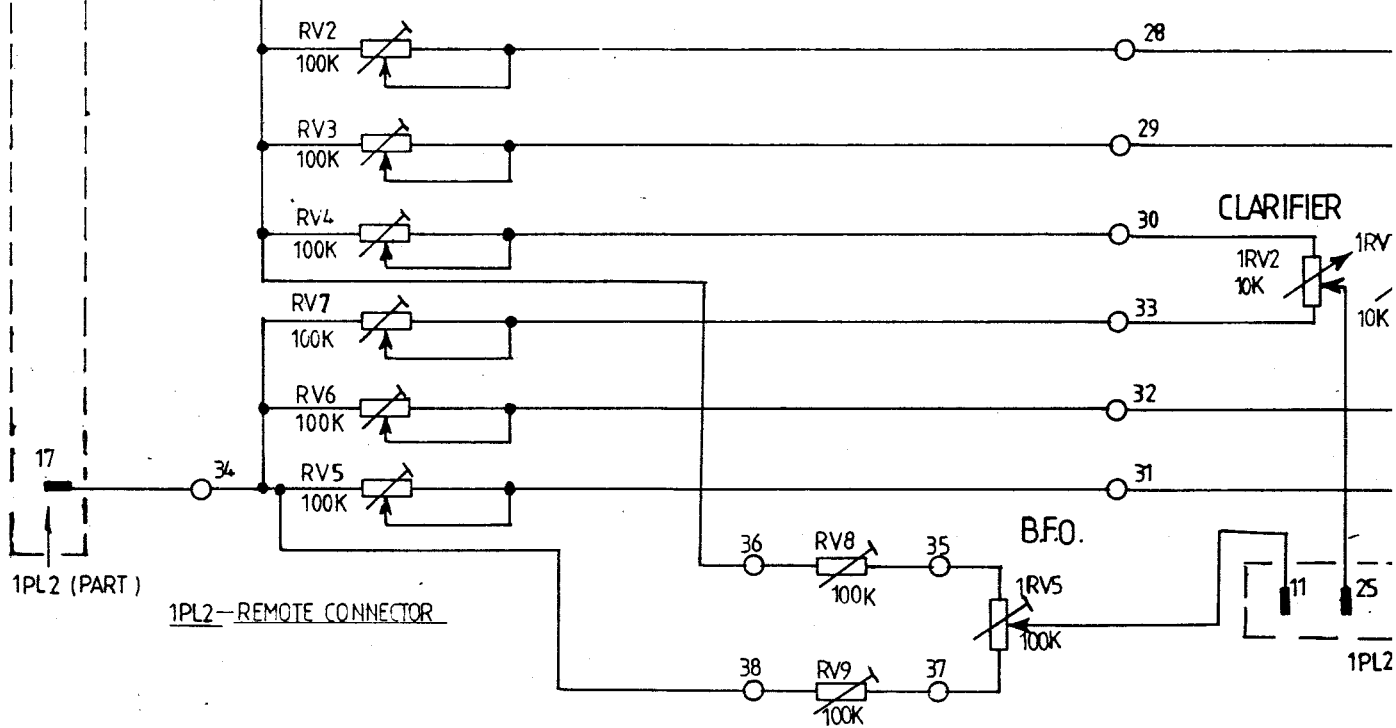 RV2
100K
28
RV3
100K
29
RV4
100K
30
CLARIFIER
1RV2
10K
1RV
10K
RV7
100K
33
RV6
100K
32
17
34
RV5
100K
31
B.F.O.
36
RV8
100K
35
1RV5
100K
11
25
1PL2 (PART)
1PL2-REMOTE CONNECTOR
38
RV9
100K
37
1PL2